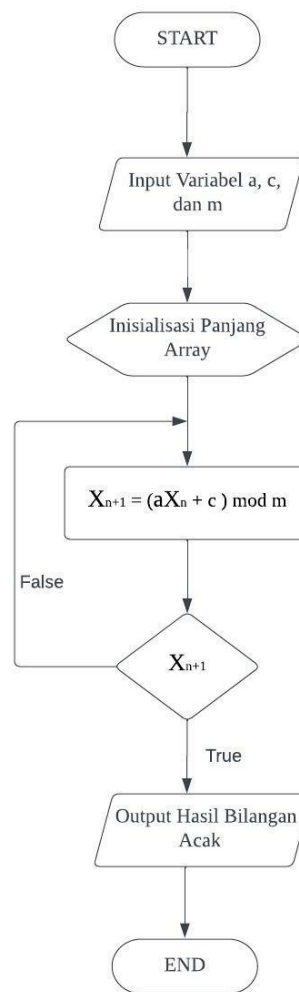 START
Input Variabel a, c,
dan m
Inisialisasi Panjang
Array
Xn+1 = (aXn + c ) mod m
False
Xn+1
True
Output Hasil Bilangan
Acak
END